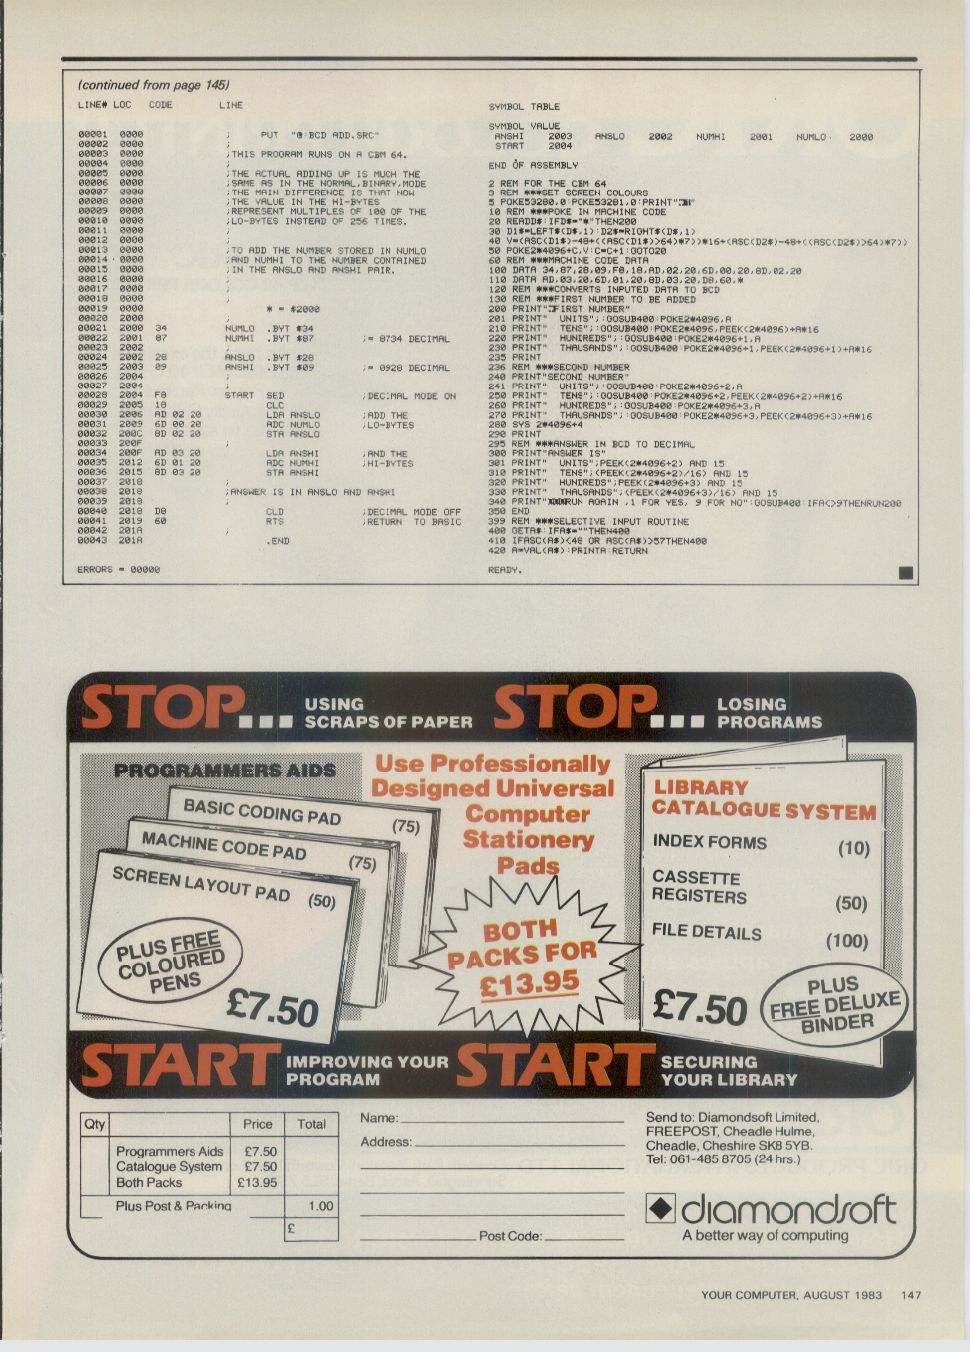 (continued from page 145)
LINE# LOC CODE LINE
00001 0000 ; PUT "@:BCD ADD.SRC"
00002 0000 ;
00003 0000 ;THIS PROGRAM RUNS ON A CBM 64.
00004 0000 ;
00005 0000 ;THE ACTUAL ADDING UP IS MUCH THE
00006 0000 ;SAME AS IN THE NORMAL,BINARY,MODE
00007 0000 ;THE MAIN DIFFERENCE IS THAT NOW
00008 0000 ;THE VALUE IN THE HI-BYTES
00009 0000 ;REPRESENT MULTIPLES OF 100 OF THE
00010 0000 ;LO-BYTES INSTEAD OF 256 TIMES.
00011 0000 ;
00012 0000 ;
00013 0000 ;TO ADD THE NUMBER STORED IN NUMLO
00014 0000 ;AND NUMHI TO THE NUMBER CONTAINED
00015 0000 ;IN THE ANSLO AND ANSHI PAIR.
00016 0000 ;
00017 0000 ;
00018 0000 ;
00019 0000 * = $2000
00020 2000 ;
00021 2000 34 NUMLO .BYT $34
00022 2001 87 NUMHI .BYT $87 ;= 8734 DECIMAL
00023 2002 ;
00024 2002 28 ANSLO .BYT $28
00025 2003 09 ANSHI .BYT $09 ;= 0928 DECIMAL
00026 2004 ;
00027 2004 ;
00028 2004 F8 START SED ;DECIMAL MODE ON
00029 2005 18 CLC
00030 2006 AD 02 20 LDA ANSLO ;ADD THE
00031 2009 6D 00 20 ADC NUMLO ;LO-BYTES
00032 200C 8D 02 20 STA ANSLO
00033 200F ;
00034 200F AD 03 20 LDA ANSHI ;AND THE
00035 2012 6D 01 20 ADC NUMHI ;HI-BYTES
00036 2015 8D 03 20 STA ANSHI
00037 2018 ;
00038 2018 ;ANSWER IS IN ANSLO AND ANSHI
00039 2018 ;
00040 2018 D8 CLD ;DECIMAL MODE OFF
00041 2019 60 RTS ;RETURN TO BASIC
00042 201A ;
00043 201A .END
ERRORS = 00000
SYMBOL TABLE
SYMBOL VALUE
ANSHI 2003 ANSLO 2002 NUMHI 2001 NUMLO 2000
START 2004
END OF ASSEMBLY
2 REM FOR THE CBM 64
3 REM ***SET SCREEN COLOURS
5 POKE53280,0:POKE53281,0:PRINT"
10 REM ***POKE IN MACHINE CODE
20 READD$:IFD$="*"THEN200
30 D1$=LEFT$(D$,1):D2$=RIGHT$(D$,1)
40 V=(ASC(D1$)-48+((ASC(D1$)>64)*7))*16+(ASC(D2$)-48+((ASC(D2$)>64)*7))
50 POKE2*4096+C,V:C=C+1:GOTO20
60 REM ***MACHINE CODE DATA
100 DATA 34,87,28,09,F8,18,AD,02,20,6D,00,20,8D,02,20
110 DATA AD,03,20,6D,01,20,8D,03,20,D8,60,*
120 REM ***CONVERTS INPUTED DATA TO BCD
130 REM ***FIRST NUMBER TO BE ADDED
200 PRINT"FIRST NUMBER"
201 PRINT" UNITS";:GOSUB400:POKE2*4096,A
210 PRINT" TENS";:GOSUB400:POKE2*4096,PEEK(2*4096)+A*16
220 PRINT" HUNDREDS";:GOSUB400:POKE2*4096+1,A
230 PRINT" THAUSANDS";:GOSUB400:POKE2*4096+1,PEEK(2*4096+1)+A*16
235 PRINT
236 REM ***SECOND NUMBER
240 PRINT"SECOND NUMBER"
241 PRINT" UNITS";:GOSUB400:POKE2*4096+2,A
250 PRINT" TENS";:GOSUB400:POKE2*4096+2,PEEK(2*4096+2)+A*16
260 PRINT" HUNDREDS";:GOSUB400:POKE2*4096+3,A
270 PRINT" THAUSANDS";:GOSUB400:POKE2*4096+3,PEEK(2*4096+3)+A*16
280 SYS 2*4096+4
290 PRINT
295 REM ***ANSWER IN BCD TO DECIMAL
300 PRINT"ANSWER IS"
301 PRINT" UNITS";PEEK(2*4096+2) AND 15
310 PRINT" TENS";(PEEK(2*4096+2)/16) AND 15
320 PRINT" HUNDREDS";PEEK(2*4096+3) AND 15
330 PRINT" THAUSANDS";(PEEK(2*4096+3)/16) AND 15
340 PRINT"RUN AGAIN ,1 FOR YES, 9 FOR NO":GOSUB400:IFA<>9THENRUN200
350 END
399 REM ***SELECTIVE INPUT ROUTINE
400 GETA$:IFA$=""THEN400
410 IFASC(A$)<48 OR ASC(A$)>57THEN400
420 A=VAL(A$):PRINTA:RETURN
READY.
STOP... USING
SCRAPS OF PAPER
STOP... LOSING
PROGRAMS
PROGRAMMERS AIDS
BASIC CODING PAD (75)
MACHINE CODE PAD (75)
SCREEN LAYOUT PAD (50)
PLUS FREE
COLOURED
PENS
£7.50
Use Professionally
Designed Universal
Computer
Stationery
Pads
BOTH
PACKS FOR
£13.95
LIBRARY
CATALOGUE SYSTEM
INDEX FORMS (10)
CASSETTE
REGISTERS (50)
FILE DETAILS (100)
£7.50
PLUS
FREE DELUXE
BINDER
START IMPROVING YOUR
PROGRAM
START SECURING
YOUR LIBRARY
Qty Price Total
Programmers Aids £7.50
Catalogue System £7.50
Both Packs £13.95
Plus Post & Packing 1.00
£
Name:
Address:
Post Code:
Send to: Diamondsoft Limited,
FREEPOST, Cheadle Hulme,
Cheadle, Cheshire SK8 5YB.
Tel: 061-485 8705 (24 hrs.)
diamondsoft
A better way of computing
YOUR COMPUTER, AUGUST 1983 147